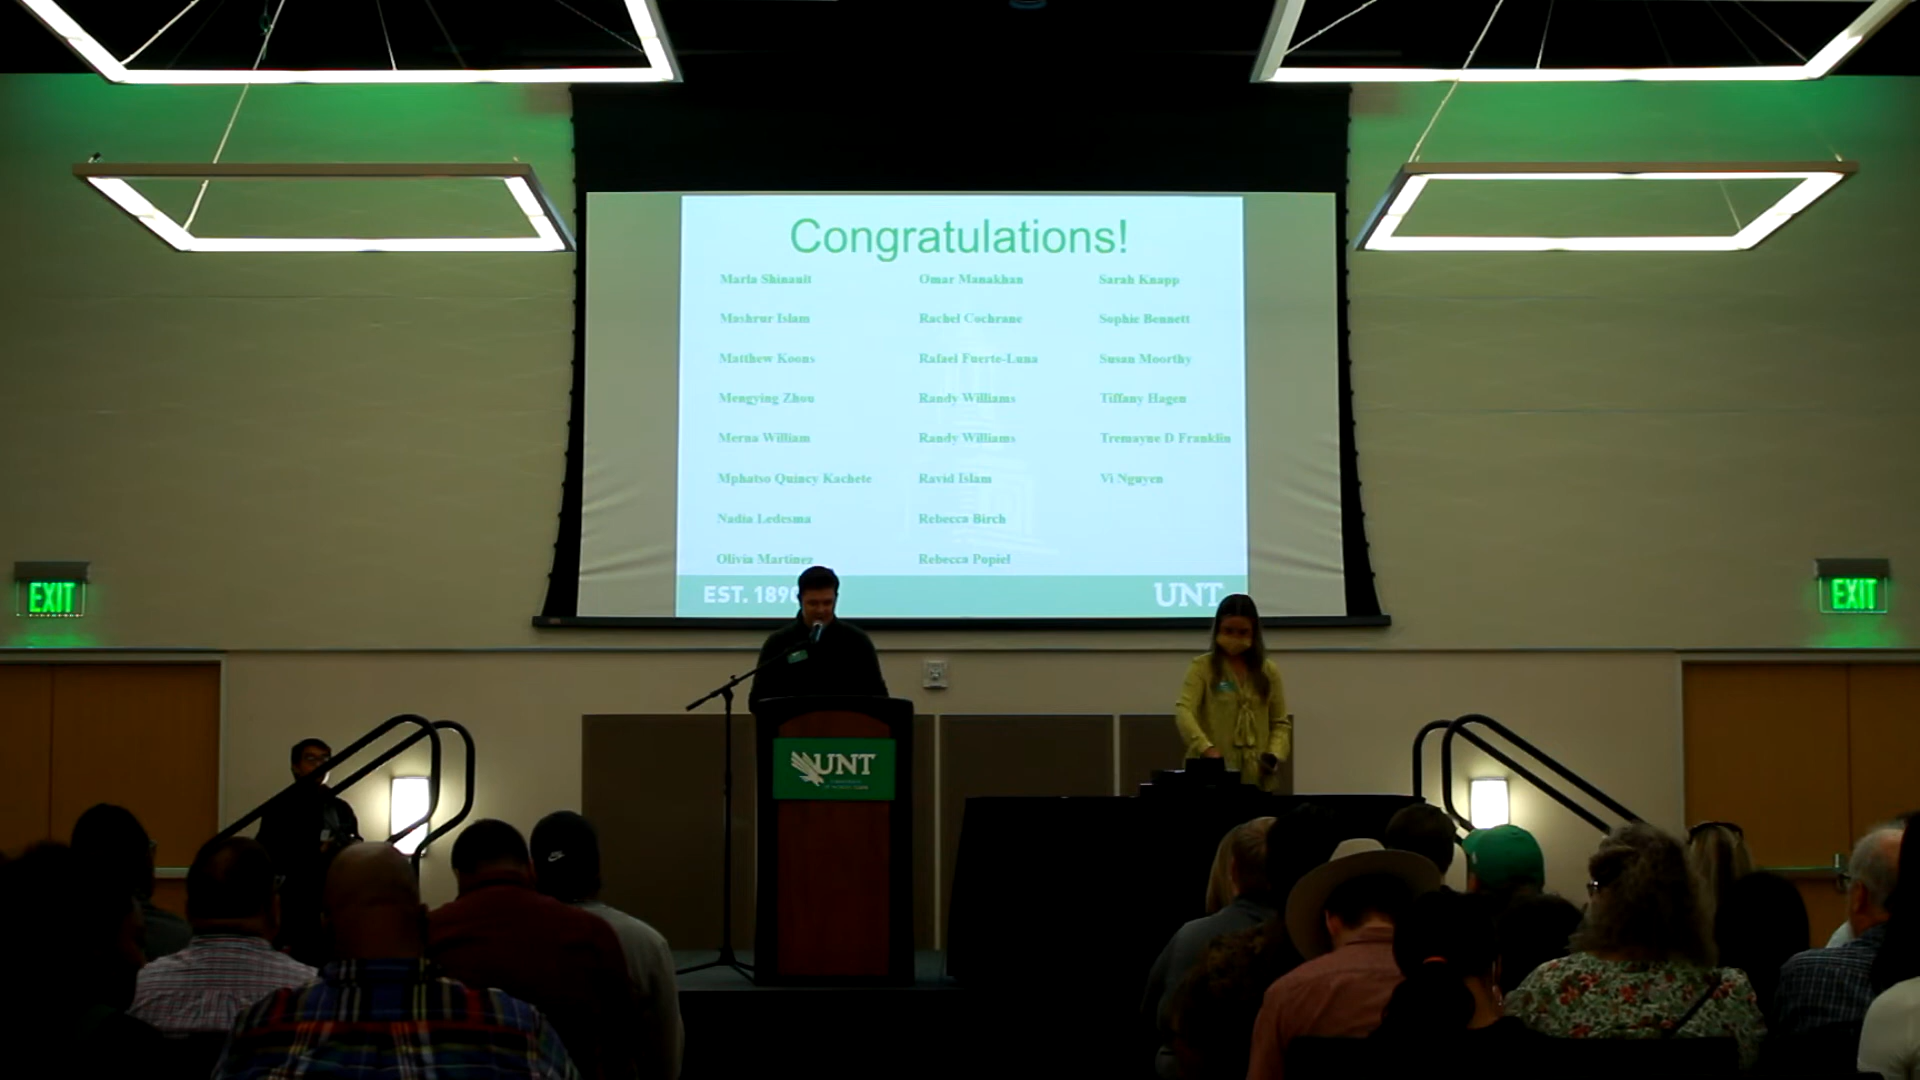 Congratulations!
Marla Shinault
Mashrur Islam
Matthew Koons
Mengying Zhou
Merna William
Mphatso Quincy Kachete
Nadia Ledesma
Olivia Martinez
Omar Manakhan
Rachel Cochrane
Rafael Fuerte-Luna
Randy Williams
Randy Williams
Ravid Islam
Rebecca Birch
Rebecca Popiel
Sarah Knapp
Sophie Bennett
Susan Moorthy
Tiffany Hagen
Tremayne D Franklin
Vi Nguyen
EST. 1890
UNT
EXIT
EXIT
UNT